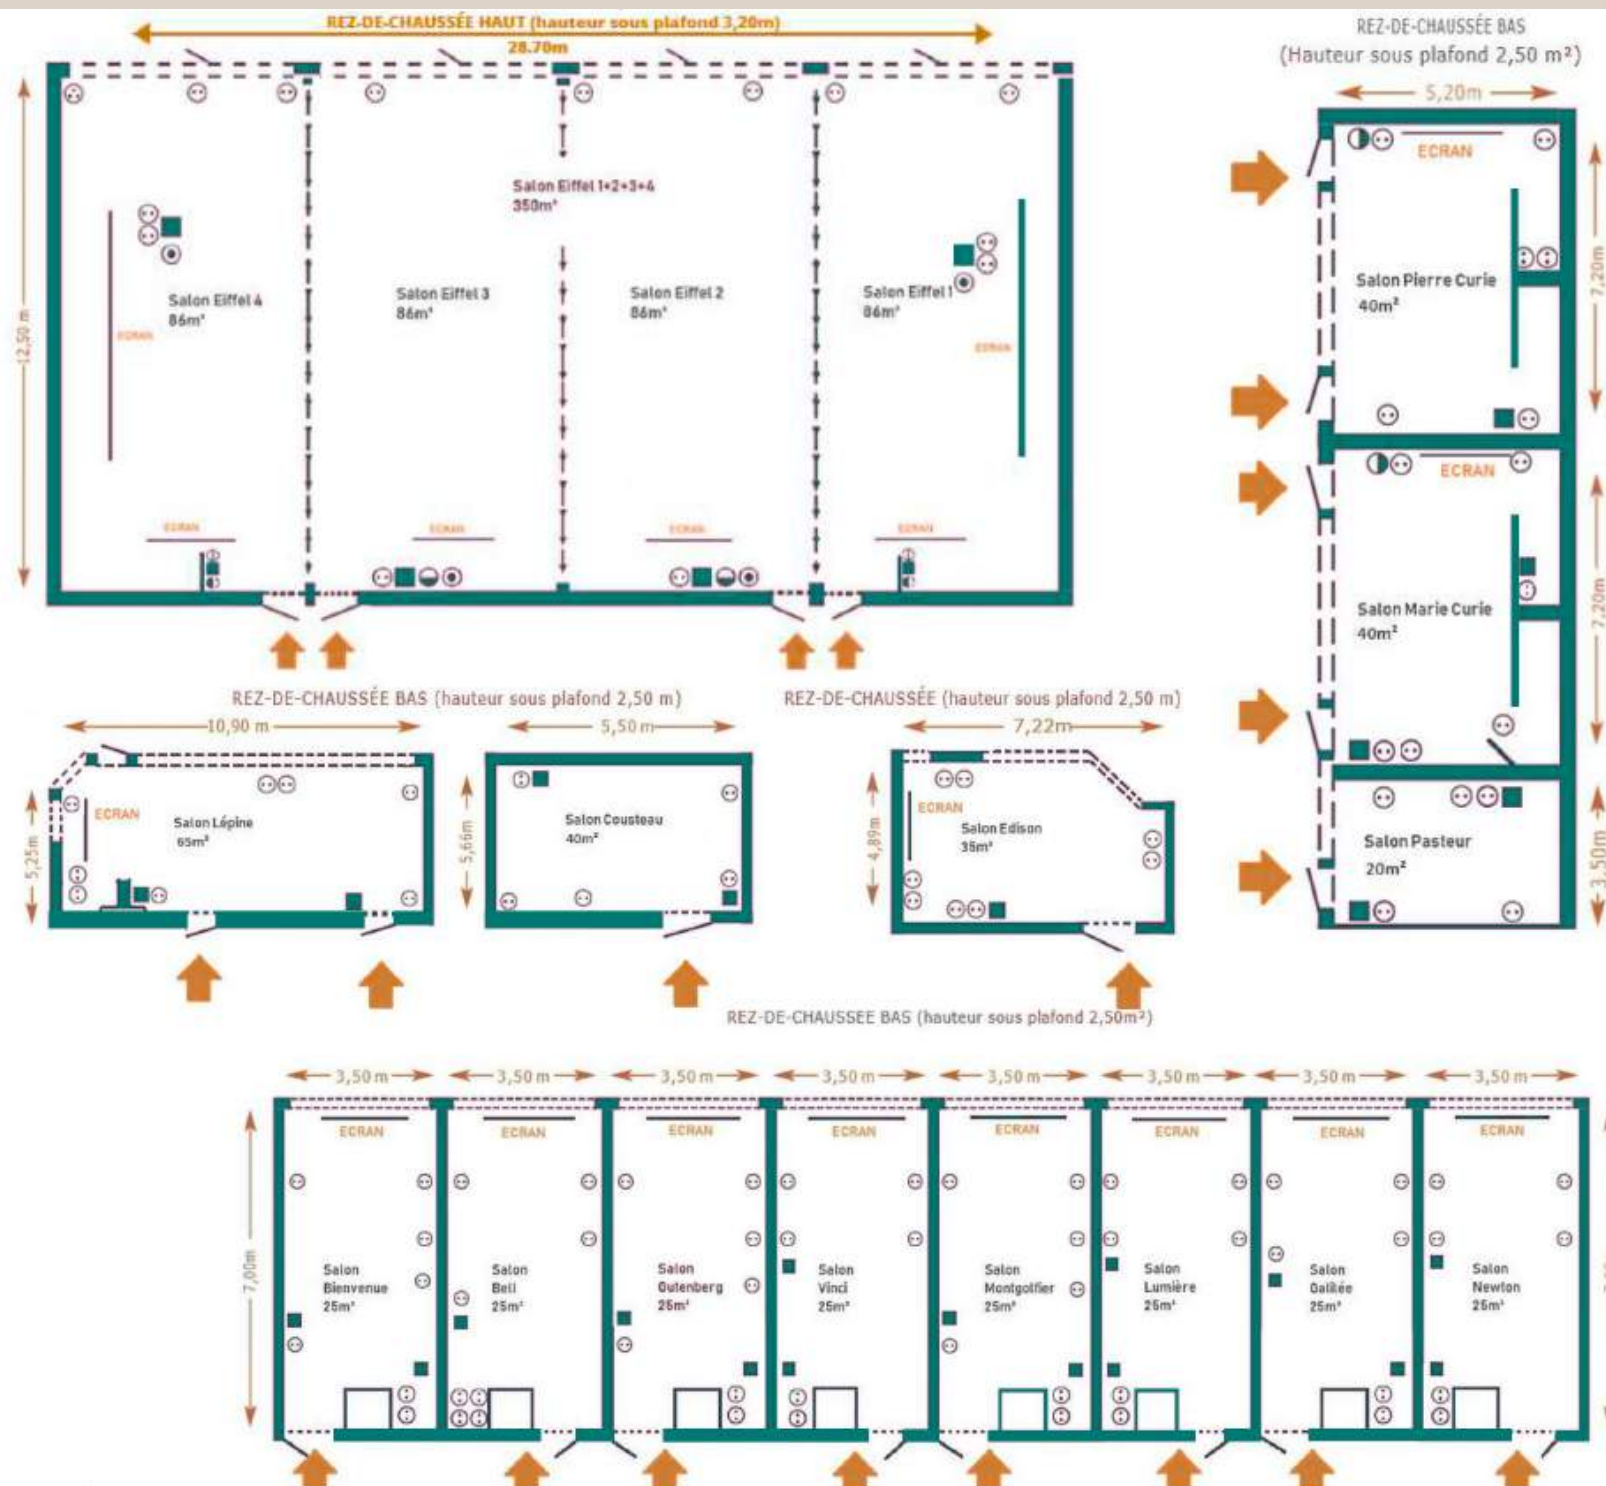 REZ-DE-CHAUSSÉE HAUT (hauteur sous plafond 3,20m)
28.70m
12,50 m
Salon Eiffel 1+2+3+4
350m²
Salon Eiffel 4
86m²
ECRAN
ECRAN
Salon Eiffel 3
86m²
ECRAN
Salon Eiffel 2
86m²
ECRAN
Salon Eiffel 1
86m²
ECRAN
ECRAN
REZ-DE-CHAUSSÉE BAS
(Hauteur sous plafond 2,50 m²)
5,20m
ECRAN
Salon Pierre Curie
40m²
7,20m
ECRAN
Salon Marie Curie
40m²
7,20m
Salon Pasteur
20m²
3,50m
REZ-DE-CHAUSSÉE BAS (hauteur sous plafond 2,50 m)
10,90 m
5,25m
ECRAN
Salon Lépine
65m²
5,50 m
5,66m
Salon Cousteau
40m²
REZ-DE-CHAUSSÉE (hauteur sous plafond 2,50 m)
7,22m
4,89m
ECRAN
Salon Edison
35m²
REZ-DE-CHAUSSEE BAS (hauteur sous plafond 2,50m²)
3,50 m
3,50 m
3,50 m
3,50 m
3,50 m
3,50 m
3,50 m
3,50 m
7,00m
ECRAN
Salon
Bienvenue
25m²
ECRAN
Salon
Bell
25m²
ECRAN
Salon
Gutenberg
25m²
ECRAN
Salon
Vinci
25m²
ECRAN
Salon
Montgolfier
25m²
ECRAN
Salon
Lumière
25m²
ECRAN
Salon
Galilée
25m²
ECRAN
Salon
Newton
25m²